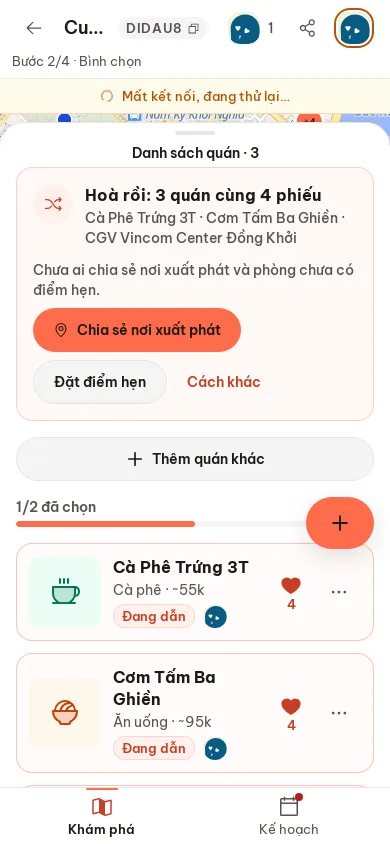 Cu...
DIDAU8
1
Bước 2/4 · Bình chọn
Mất kết nối, đang thử lại…
Nam Kỳ Khởi Nghĩa
Danh sách quán · 3
Hoà rồi: 3 quán cùng 4 phiếu
Cà Phê Trứng 3T · Cơm Tấm Ba Ghiền ·
CGV Vincom Center Đồng Khởi
Chưa ai chia sẻ nơi xuất phát và phòng chưa có
điểm hẹn.
Chia sẻ nơi xuất phát
Đặt điểm hẹn
Cách khác
Thêm quán khác
1/2 đã chọn
Cà Phê Trứng 3T
Cà phê · ~55k
Đang dẫn
4
Cơm Tấm Ba
Ghiền
Ăn uống · ~95k
Đang dẫn
4
Khám phá
Kế hoạch